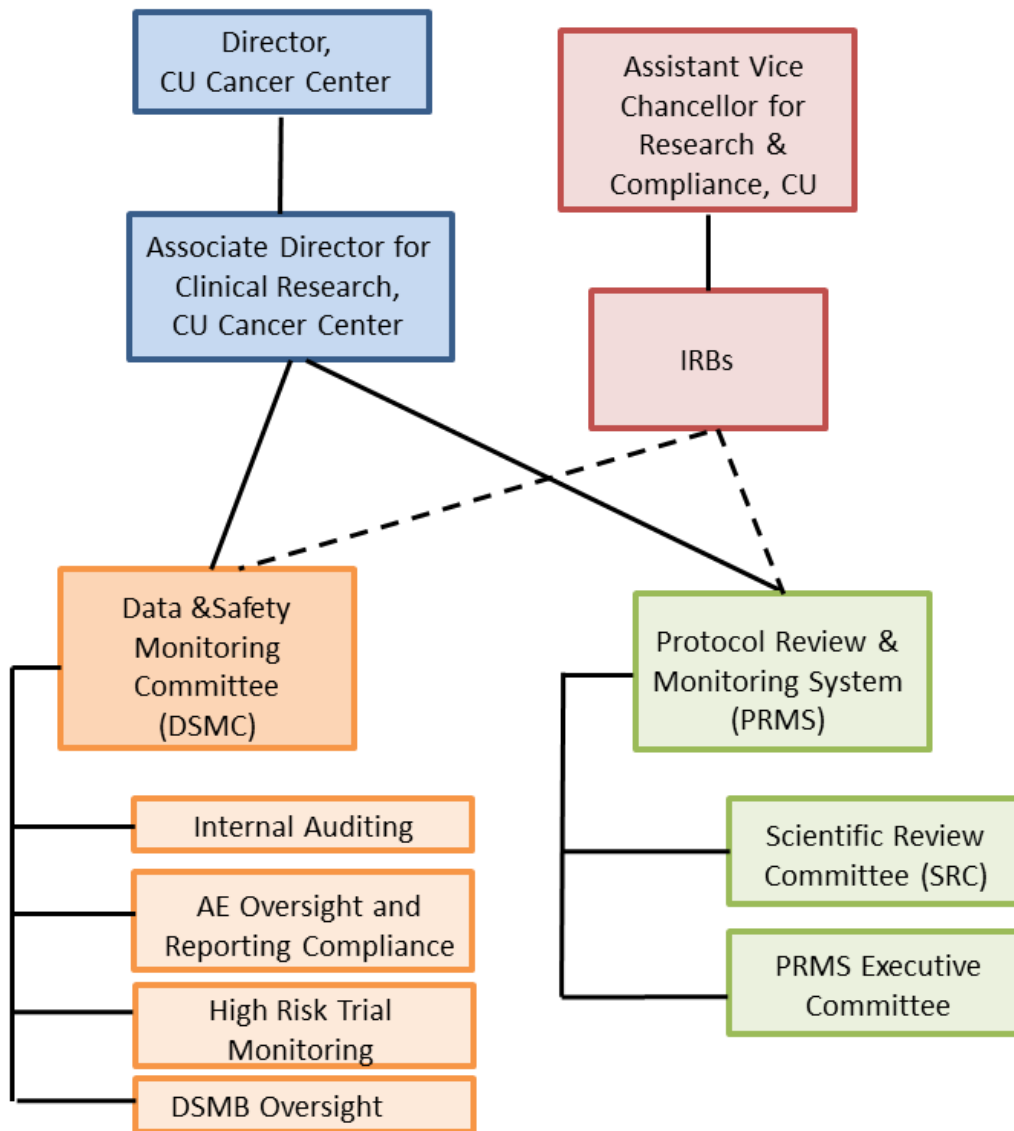 Director,
CU Cancer Center
Assistant Vice
Chancellor for
Research &
Compliance, CU
Associate Director for
Clinical Research,
CU Cancer Center
IRBs
Data &Safety
Monitoring
Committee
(DSMC)
Protocol Review &
Monitoring System
(PRMS)
Internal Auditing
AE Oversight and
Reporting Compliance
High Risk Trial
Monitoring
DSMB Oversight
Scientific Review
Committee (SRC)
PRMS Executive
Committee